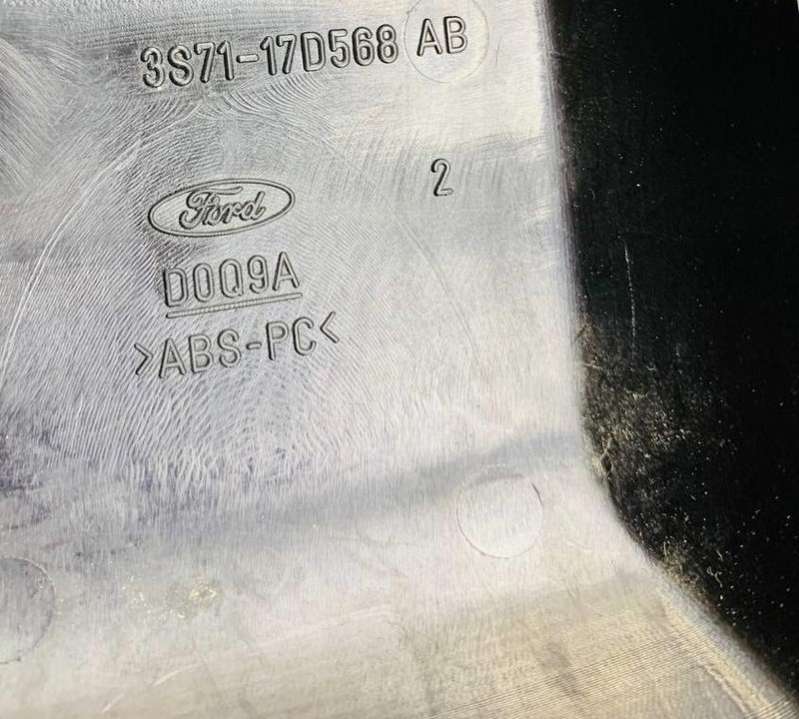 3S71-17D568 AB
2
Ford
D0Q9A
>ABS-PC<